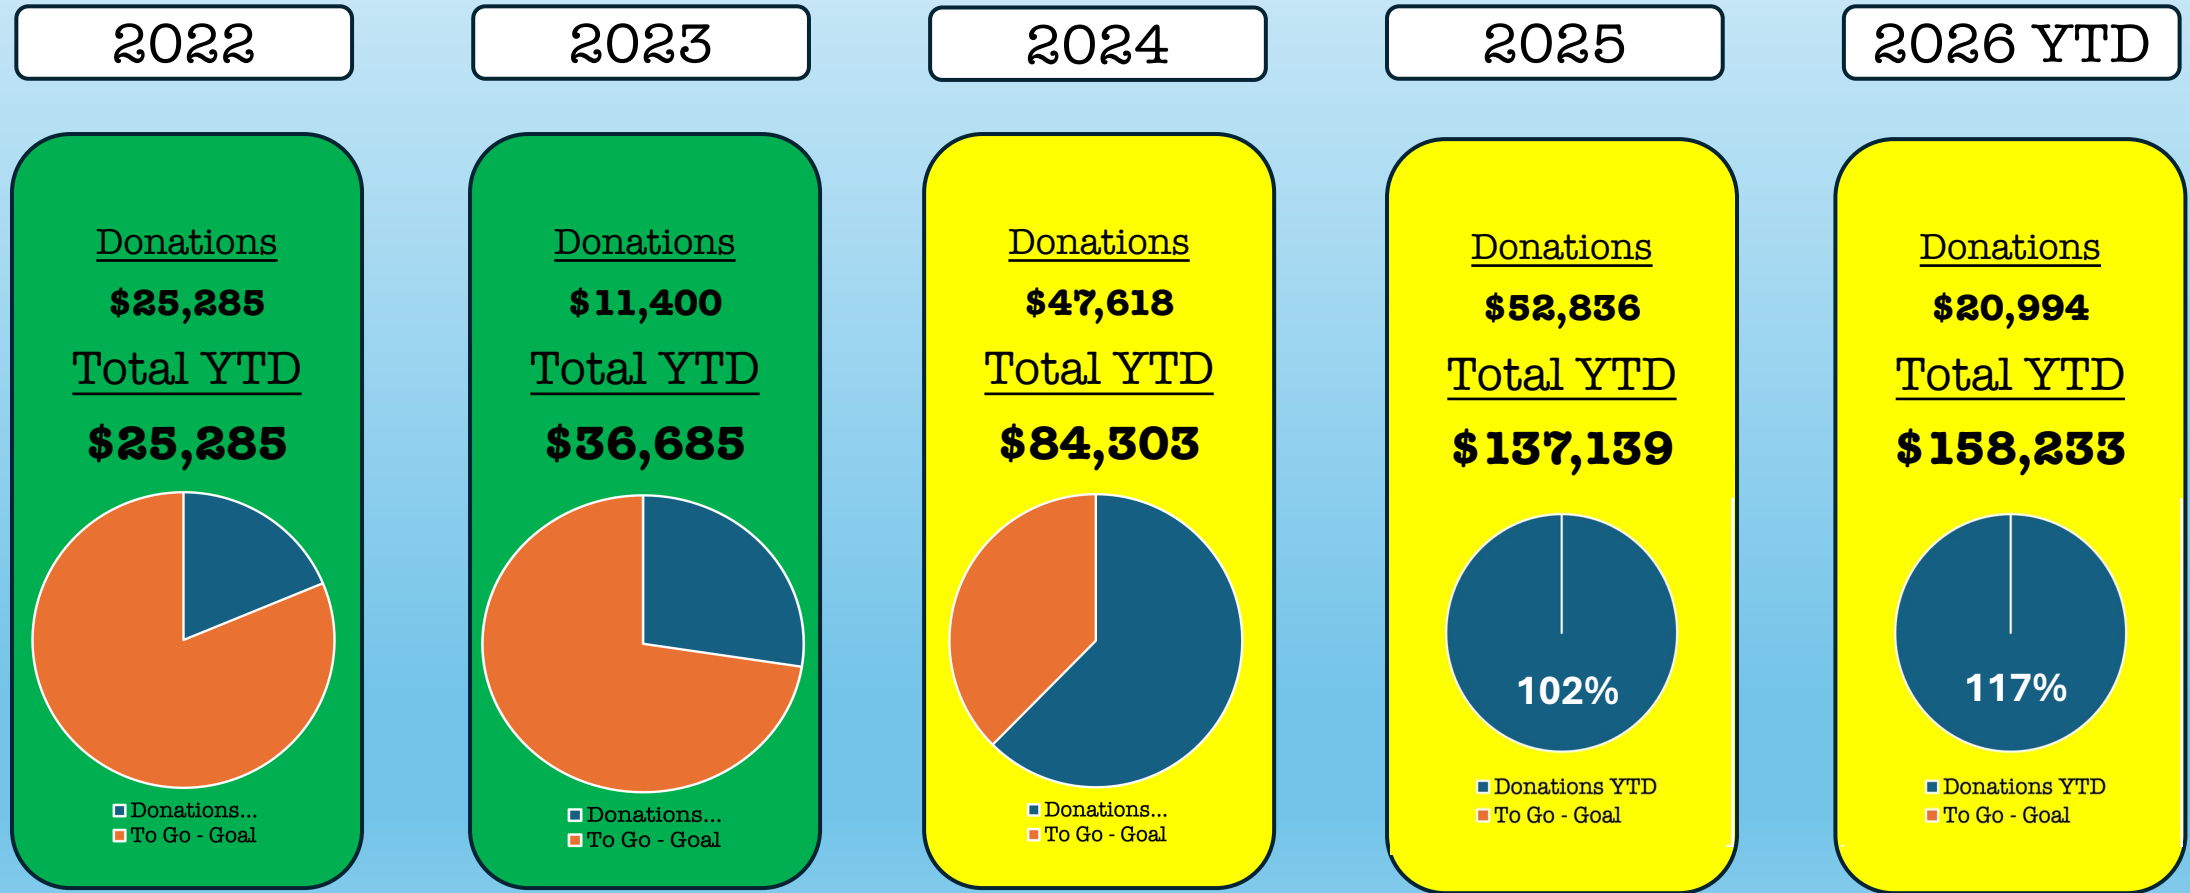 2022
Donations
$25,285
Total YTD
$25,285
Donations...
To Go - Goal
2023
Donations
$11,400
Total YTD
$36,685
Donations...
To Go - Goal
2024
Donations
$47,618
Total YTD
$84,303
Donations...
To Go - Goal
2025
Donations
$52,836
Total YTD
$137,139
102%
Donations YTD
To Go - Goal
2026 YTD
Donations
$20,994
Total YTD
$158,233
117%
Donations YTD
To Go - Goal